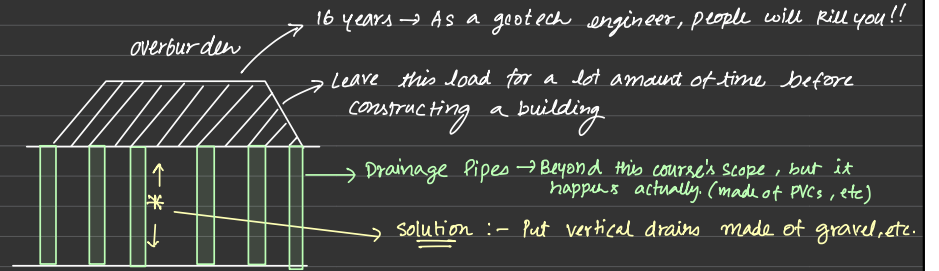 16 years → As a geotech engineer, people will kill you!!
overburden
Leave this load for a lot amount of time before
constructing a building
Drainage Pipes → Beyond this course's scope, but it
happens actually. (made of PVCs, etc)
Solution :- Put vertical drains made of gravel, etc.